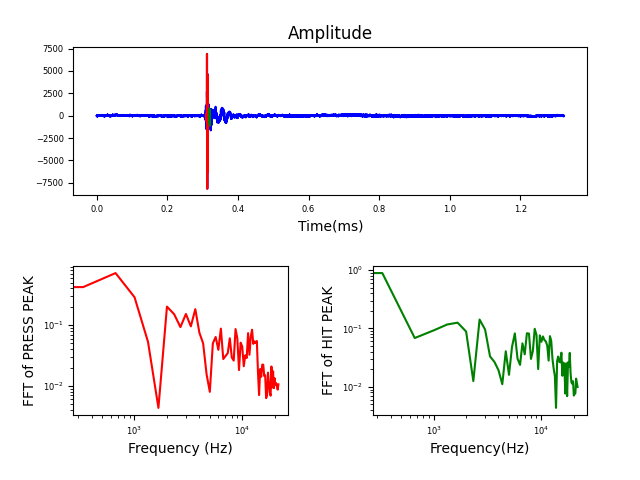 Amplitude
7500
5000
2500
0
−2500
−5000
−7500
0.0 0.2 0.4 0.6 0.8 1.0 1.2
Time(ms)
FFT of PRESS PEAK
10⁻¹
10⁻²
10³ 10⁴
Frequency (Hz)
FFT of HIT PEAK
10⁰
10⁻¹
10⁻²
10³ 10⁴
Frequency(Hz)